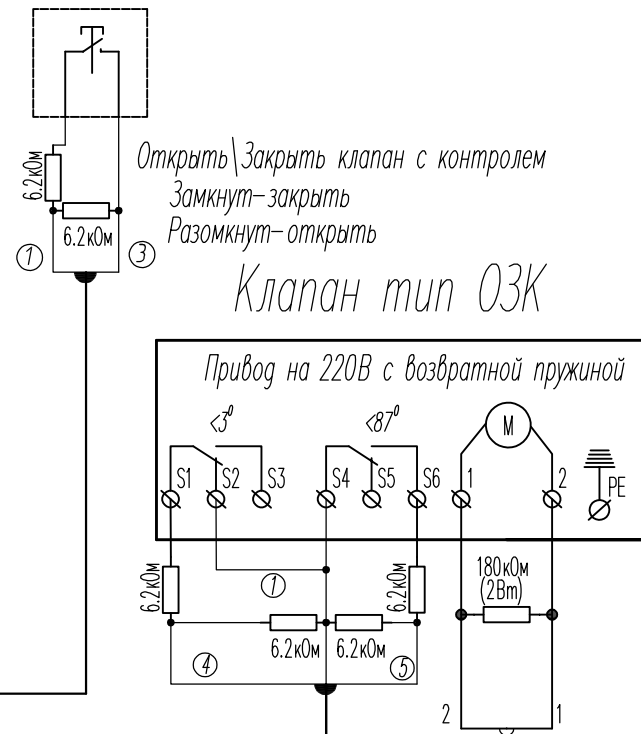 6.2кОм
6.2кОм
1
3
Открыть\Закрыть клапан с контролем
Замкнут-закрыть
Разомкнут-открыть
Клапан тип ОЗК
Привод на 220В с возвратной пружиной
<3⁰
<87⁰
M
S1 S2 S3 S4 S5 S6 1 2 PE
6.2кОм
1
6.2кОм
6.2кОм
6.2кОм
180кОм
(2Вт)
4
5
2 1